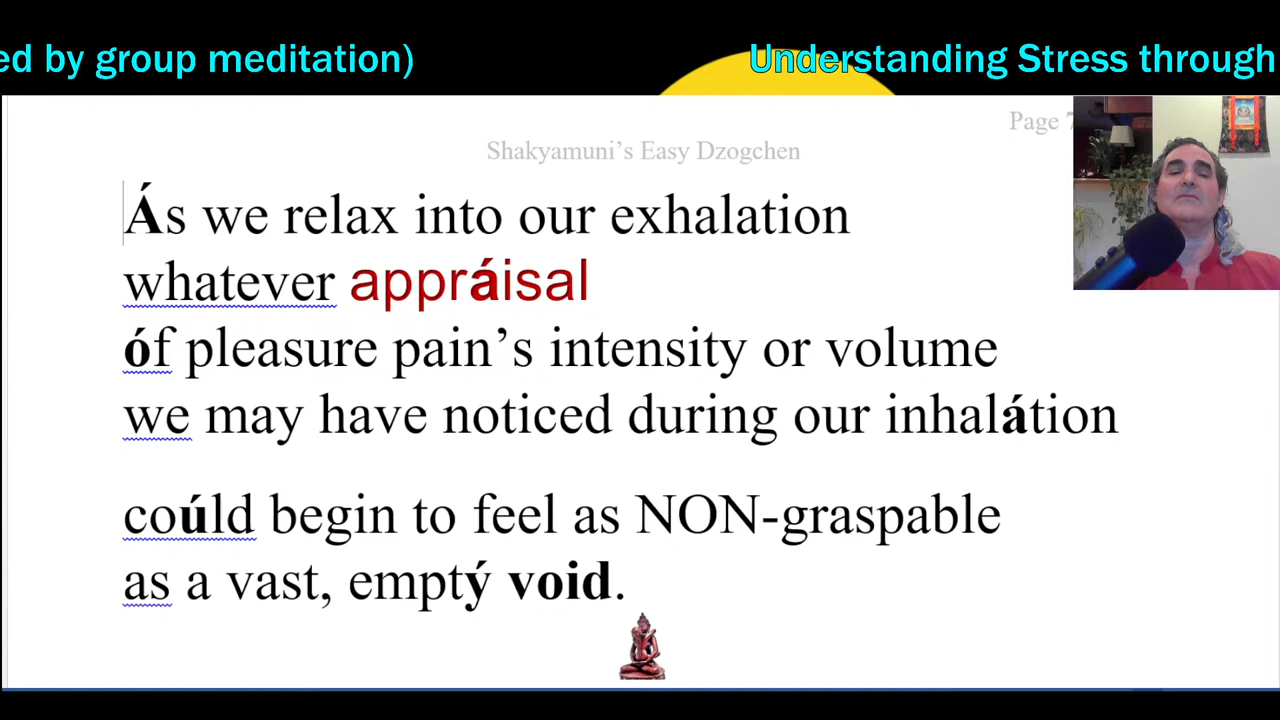 ed by group meditation) Understanding Stress through
Page 7
Shakyamuni’s Easy Dzogchen
Ás we relax into our exhalation
whatever appráisal
óf pleasure pain’s intensity or volume
we may have noticed during our inhalátion
coúld begin to feel as NON-graspable
as a vast, emptý void.